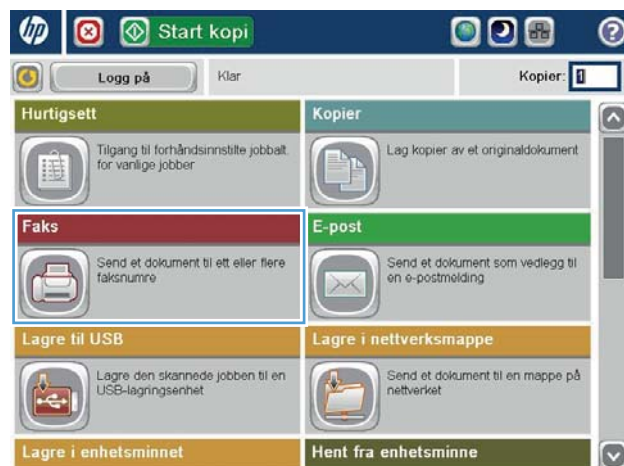 hp
Start kopi
?
Logg på
Klar
Kopier: 1
Hurtigsett
Kopier
Tilgang til forhåndsinnstilte jobbalt.
for vanlige jobber
Lag kopier av et originaldokument
Faks
E-post
Send et dokument til ett eller flere
faksnumre
Send et dokument som vedlegg til
en e-postmelding
Lagre til USB
Lagre i nettverksmappe
Lagre den skannede jobben til en
USB-lagringsenhet
Send et dokument til en mappe på
nettverket
Lagre i enhetsminnet
Hent fra enhetsminne